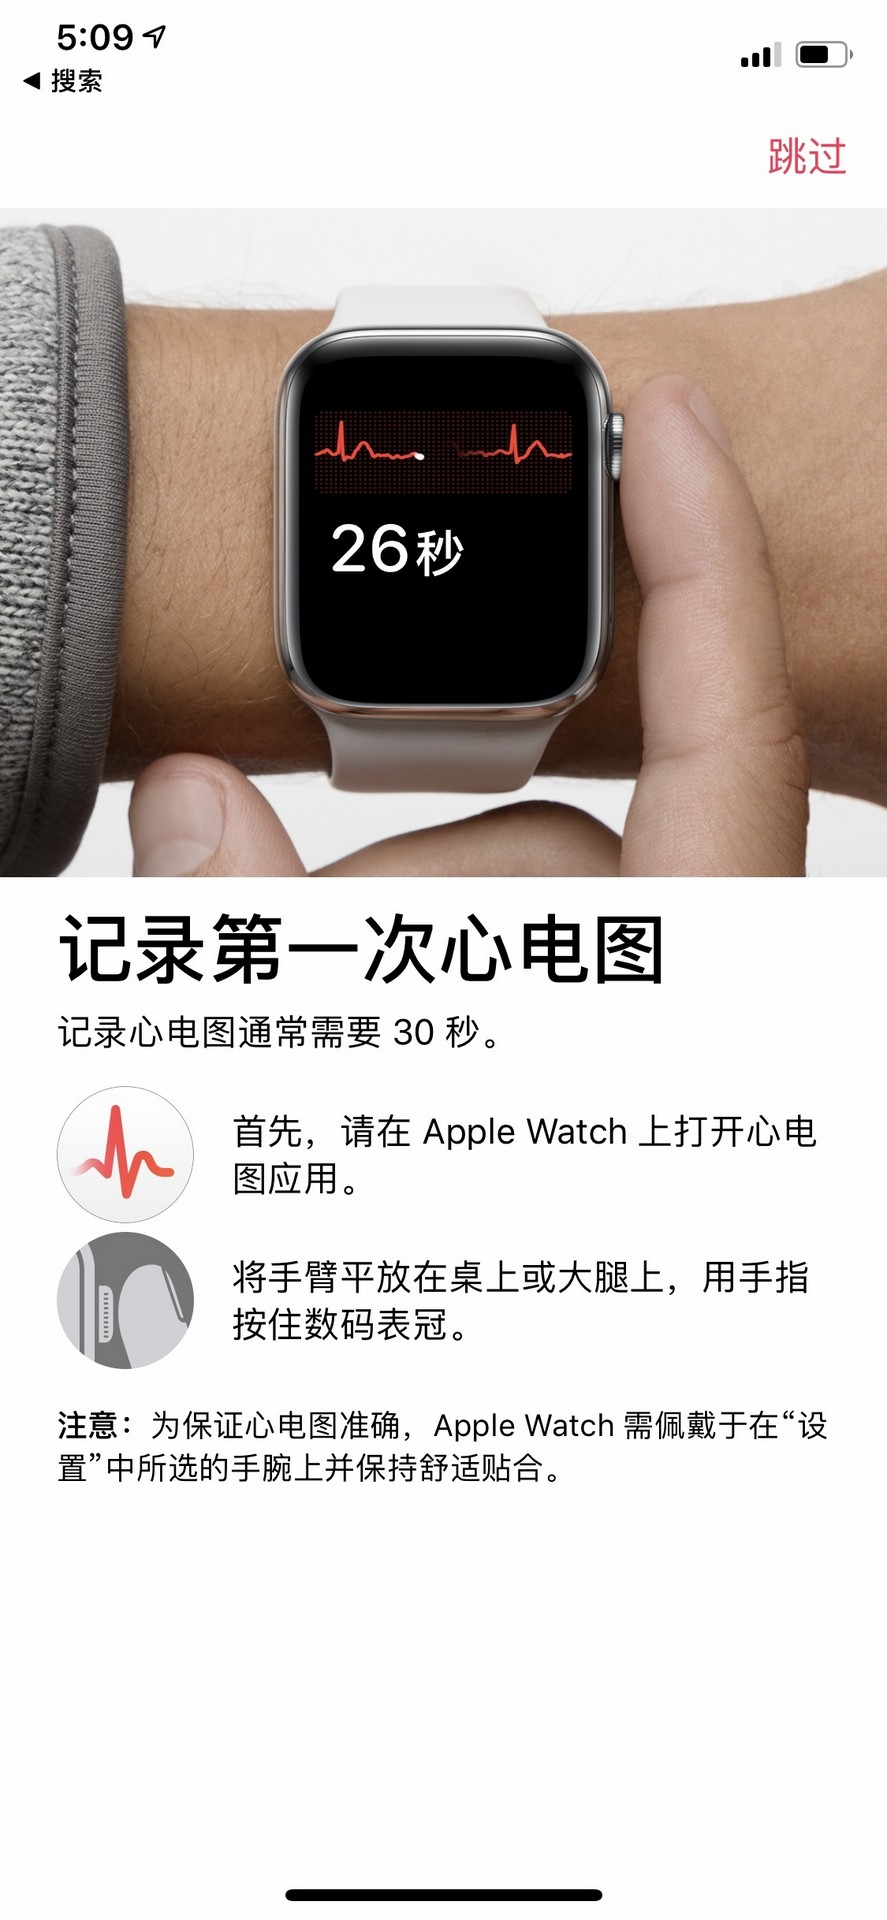 5:09
搜索
跳过
26秒
记录第一次心电图
记录心电图通常需要 30 秒。
首先，请在 Apple Watch 上打开心电
图应用。
将手臂平放在桌上或大腿上，用手指
按住数码表冠。
注意：为保证心电图准确，Apple Watch 需佩戴于在“设
置”中所选的手腕上并保持舒适贴合。